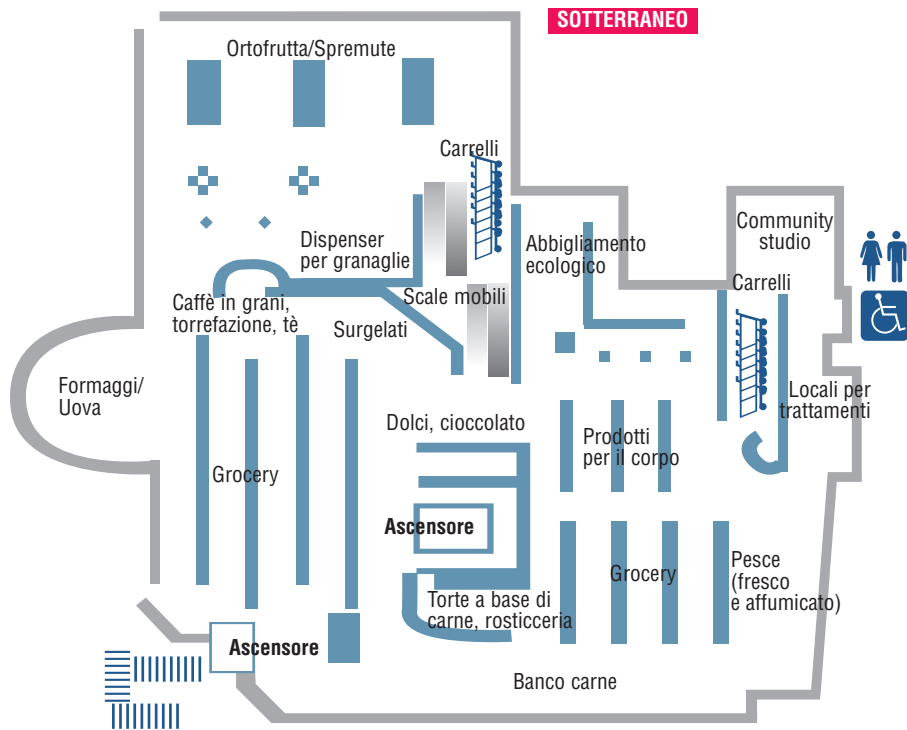 SOTTERRANEO
Ortofrutta/Spremute
Carrelli
Community
studio
Dispenser
per granaglie
Abbigliamento
ecologico
Carrelli
Caffè in grani,
torrefazione, tè
Scale mobili
Surgelati
Formaggi/
Uova
Locali per
trattamenti
Dolci, cioccolato
Prodotti
per il corpo
Grocery
Ascensore
Pesce
(fresco
e affumicato)
Grocery
Torte a base di
carne, rosticceria
Ascensore
Banco carne